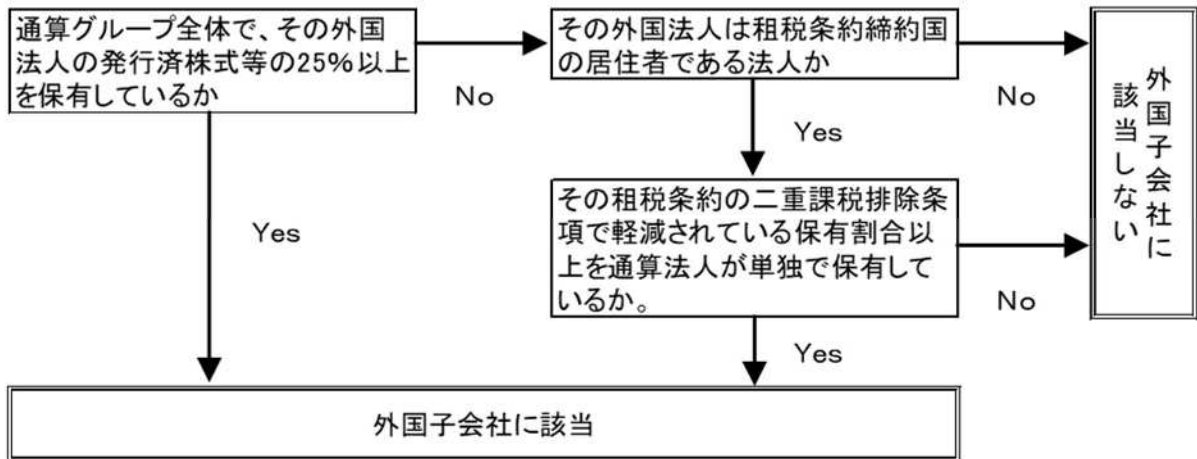 通算グループ全体で、その外国
法人の発行済株式等の25%以上
を保有しているか
No
その外国法人は租税条約締約国
の居住者である法人か
No
外国子会社に
該当しない
Yes
Yes
その租税条約の二重課税排除条
項で軽減されている保有割合以
上を通算法人が単独で保有して
いるか。
No
Yes
外国子会社に該当